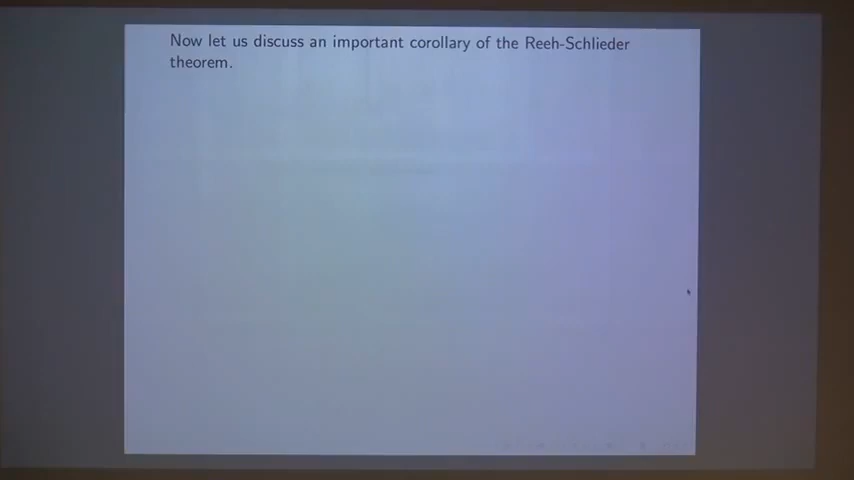 Now let us discuss an important corollary of the Reeh-Schlieder
theorem.